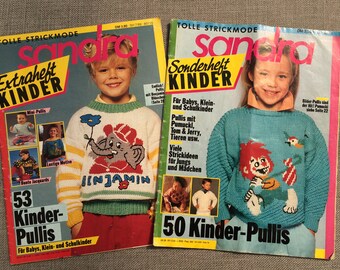 TOLLE STRICKMODE
sandra
Extraheft
KINDER
Mini Pullis
BENJAMIN
53
Kinder-
Pullis
Für Babys, Klein- und Schulkinder
TOLLE STRICKMODE
sandra
Sonderheft
KINDER
Für Babys, Klein-
und Schulkinder
Pullis mit
Pumuckl,
Tom & Jerry,
Tieren usw.
Viele
Strickideen
für Jungs
und Mädchen
50 Kinder-Pullis